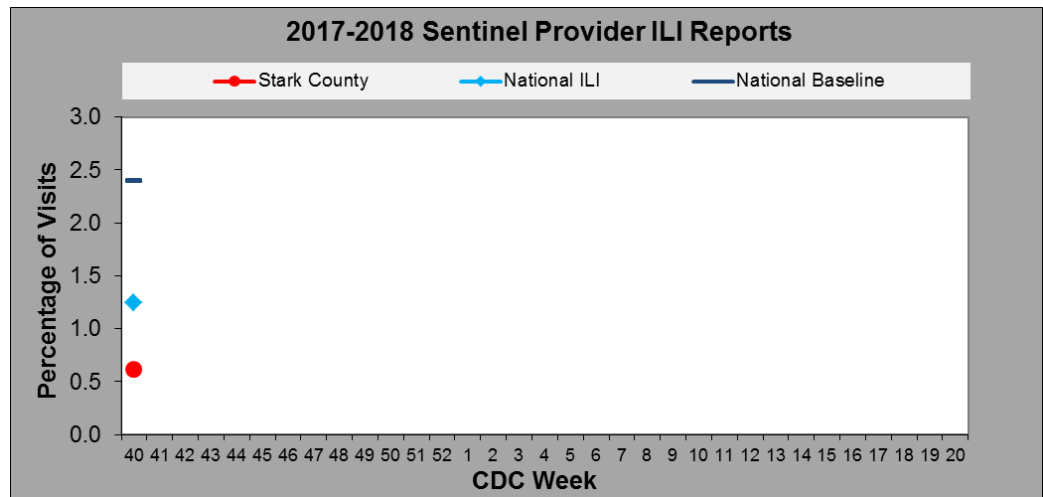 2017-2018 Sentinel Provider ILI Reports
Stark County National ILI National Baseline
Percentage of Visits
3.0
2.5
2.0
1.5
1.0
0.5
0.0
40 41 42 43 44 45 46 47 48 49 50 51 52 1 2 3 4 5 6 7 8 9 10 11 12 13 14 15 16 17 18 19 20
CDC Week